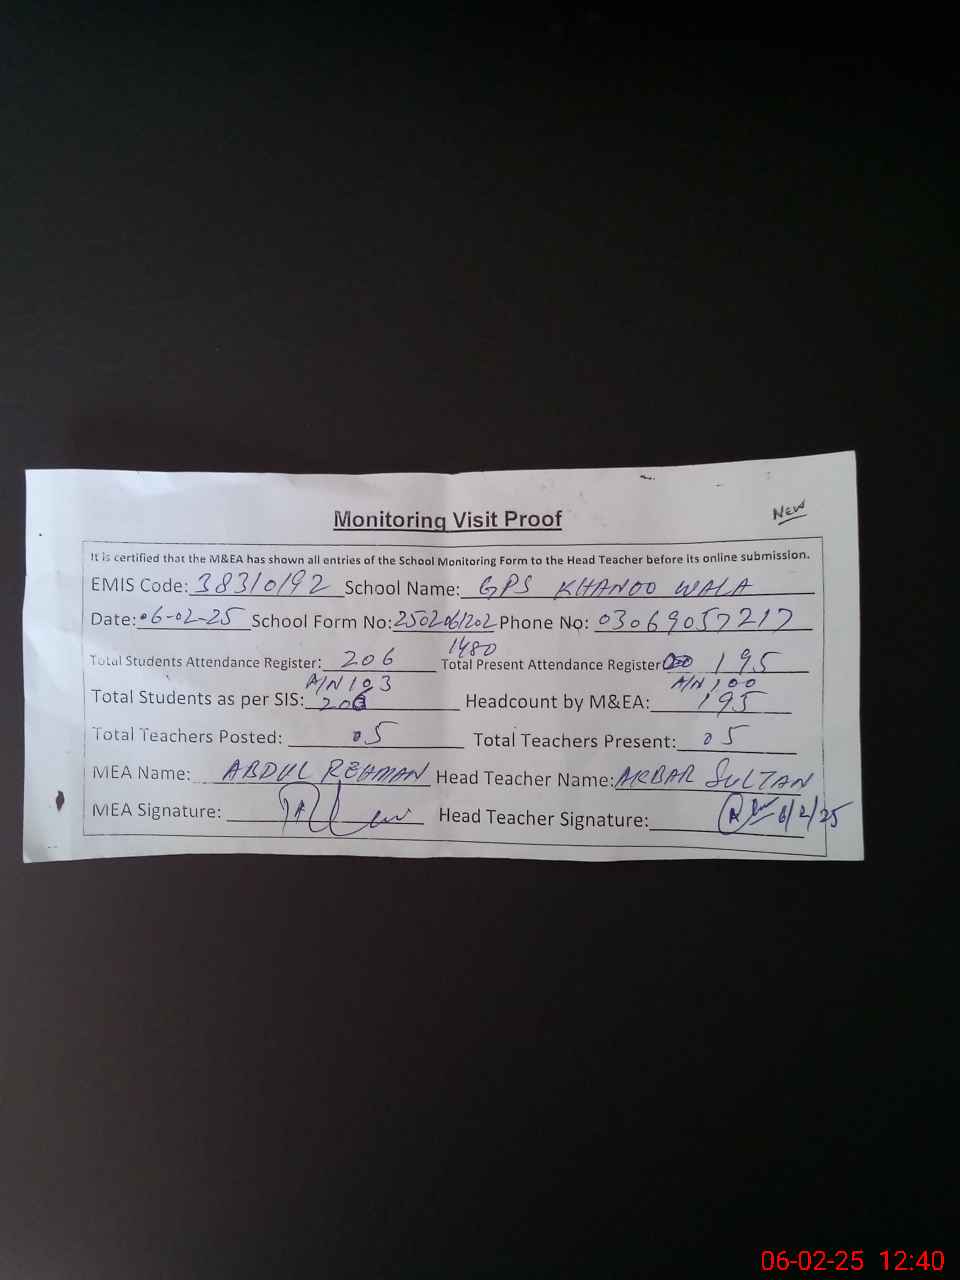 New
Monitoring Visit Proof
It is certified that the M&EA has shown all entries of the School Monitoring Form to the Head Teacher before its online submission.
EMIS Code: 38310192 School Name: GPS KHANOO WALA
Date: 06-02-25 School Form No: 2502061202 Phone No: 03069057217
1480
Total Students Attendance Register: 206 Total Present Attendance Register 195
A/N 103 A/N 100
Total Students as per SIS: 206 Headcount by M&EA: 195
Total Teachers Posted: 05 Total Teachers Present: 05
MEA Name: ABDUL REHMAN Head Teacher Name: AKBAR SULTAN
MEA Signature: Head Teacher Signature: 6/2/25
06-02-25 12:40